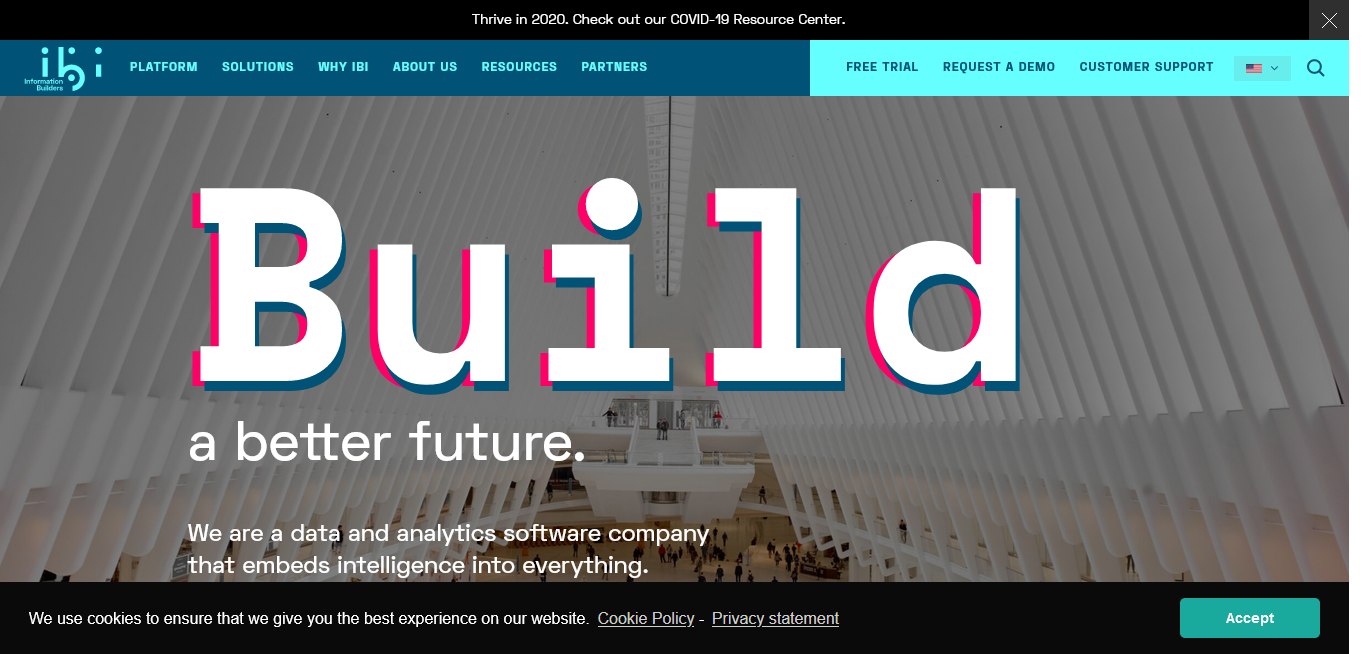 Thrive in 2020. Check out our COVID-19 Resource Center.
ibi
Information
Builders
PLATFORM SOLUTIONS WHY IBI ABOUT US RESOURCES PARTNERS FREE TRIAL REQUEST A DEMO CUSTOMER SUPPORT
Build
a better future.
We are a data and analytics software company
that embeds intelligence into everything.
We use cookies to ensure that we give you the best experience on our website. Cookie Policy - Privacy statement
Accept